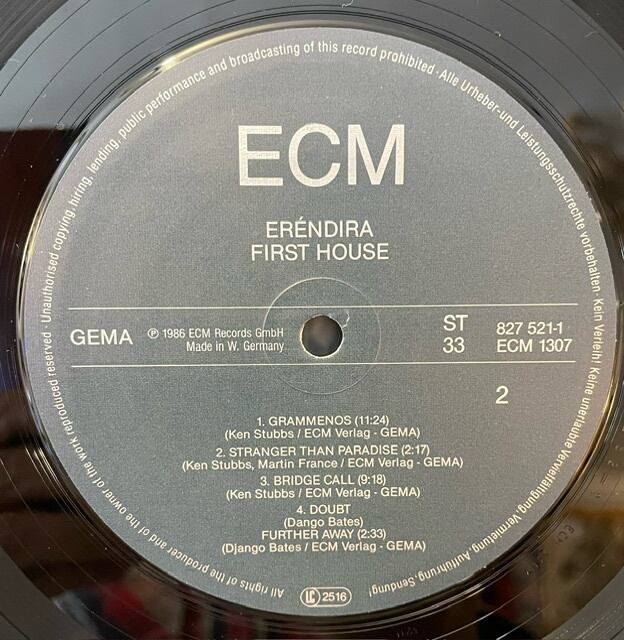 All rights of the producer and of the owner of the work reproduced reserved · Unauthorised copying, hiring, lending, public performance and broadcasting of this record prohibited · Alle Urheber- und Leistungsschutzrechte vorbehalten · Kein Verleih! Keine unerlaubte Vervielfältigung, Vermietung, Aufführung, Sendung!
ECM
ERÉNDIRA
FIRST HOUSE
GEMA
℗ 1986 ECM Records GmbH
Made in W. Germany
ST
33
827 521-1
ECM 1307
2
1. GRAMMENOS (11:24)
(Ken Stubbs / ECM Verlag - GEMA)
2. STRANGER THAN PARADISE (2:17)
(Ken Stubbs, Martin France / ECM Verlag - GEMA)
3. BRIDGE CALL (9:18)
(Ken Stubbs / ECM Verlag - GEMA)
4. DOUBT
(Dango Bates)
FURTHER AWAY (2:33)
(Django Bates / ECM Verlag - GEMA)
LC 2516